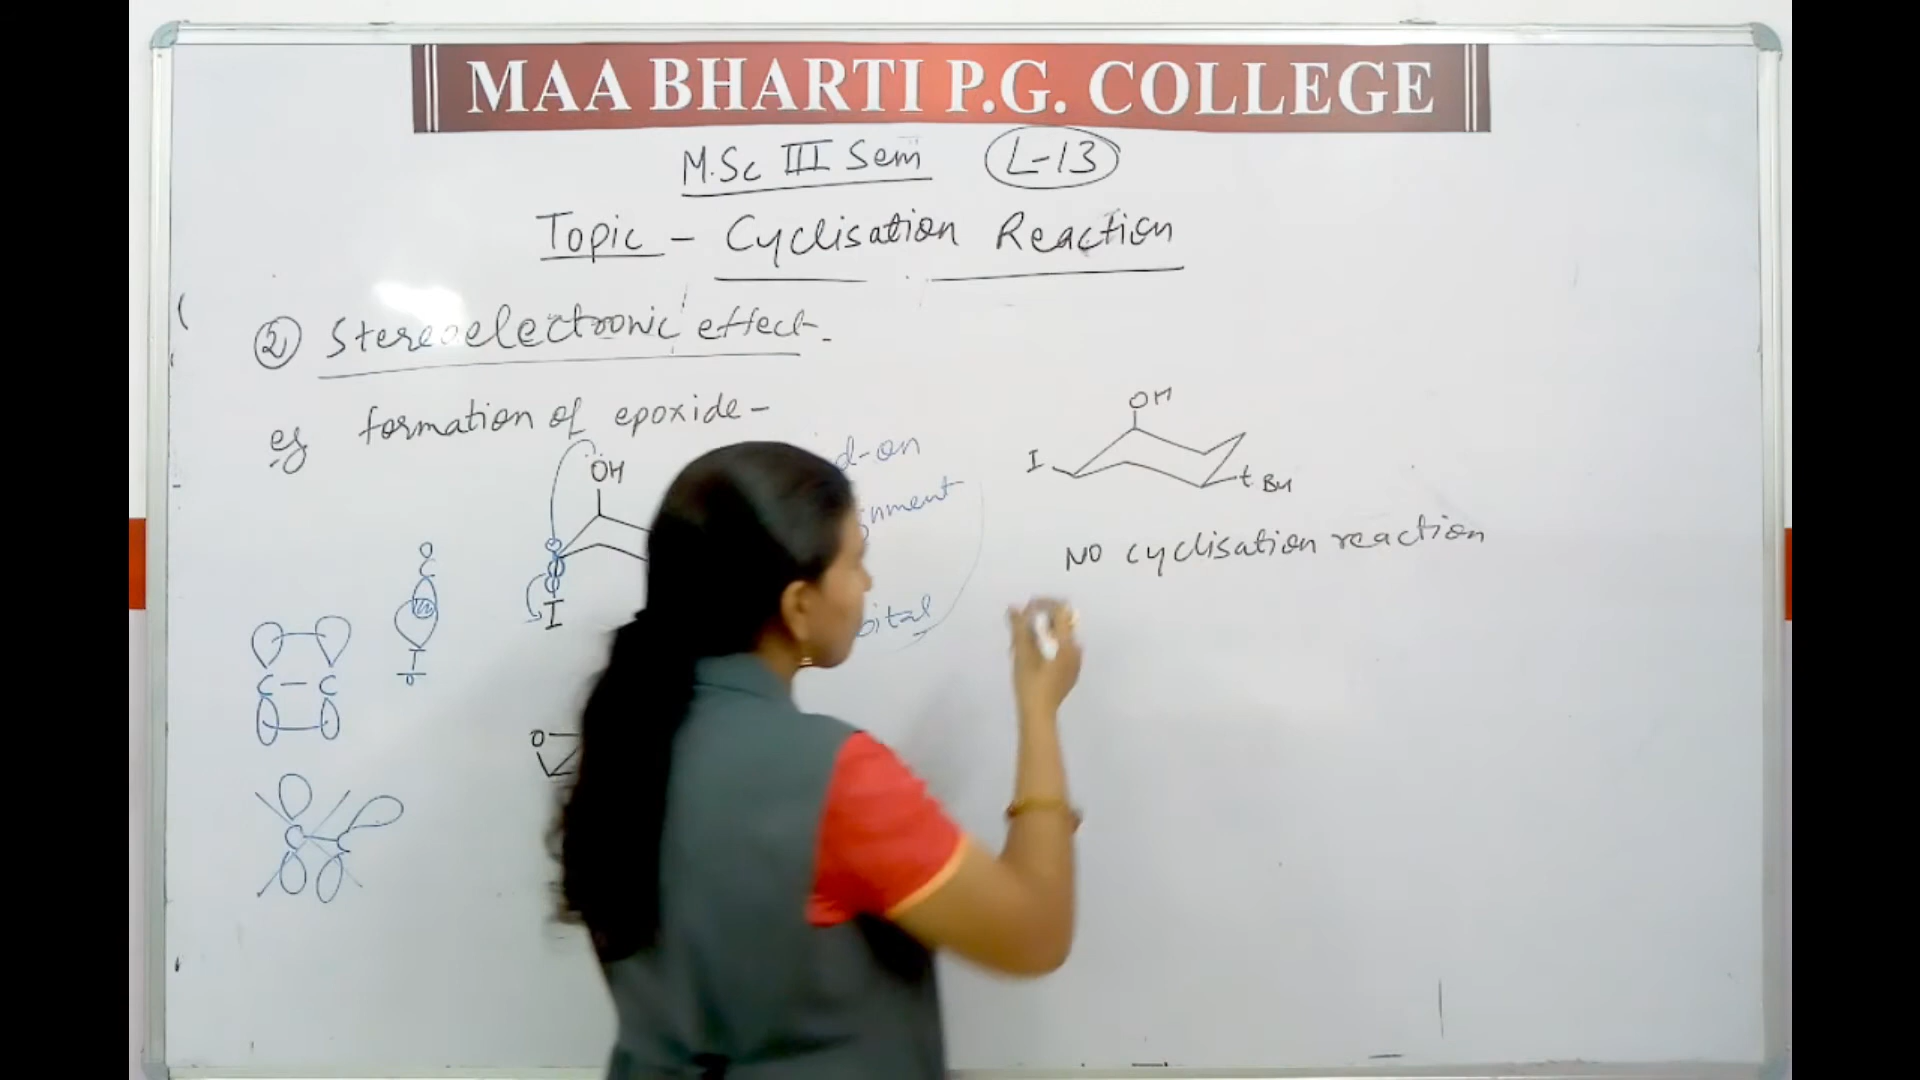 MAA BHARTI P.G. COLLEGE
M.Sc III Sem L-13
Topic - Cyclisation Reaction
② Stereoelectronic effect-
eg formation of epoxide-
OH
I
O
C
I
C - C
O
C
OH
I
t Bu
NO cyclisation reaction